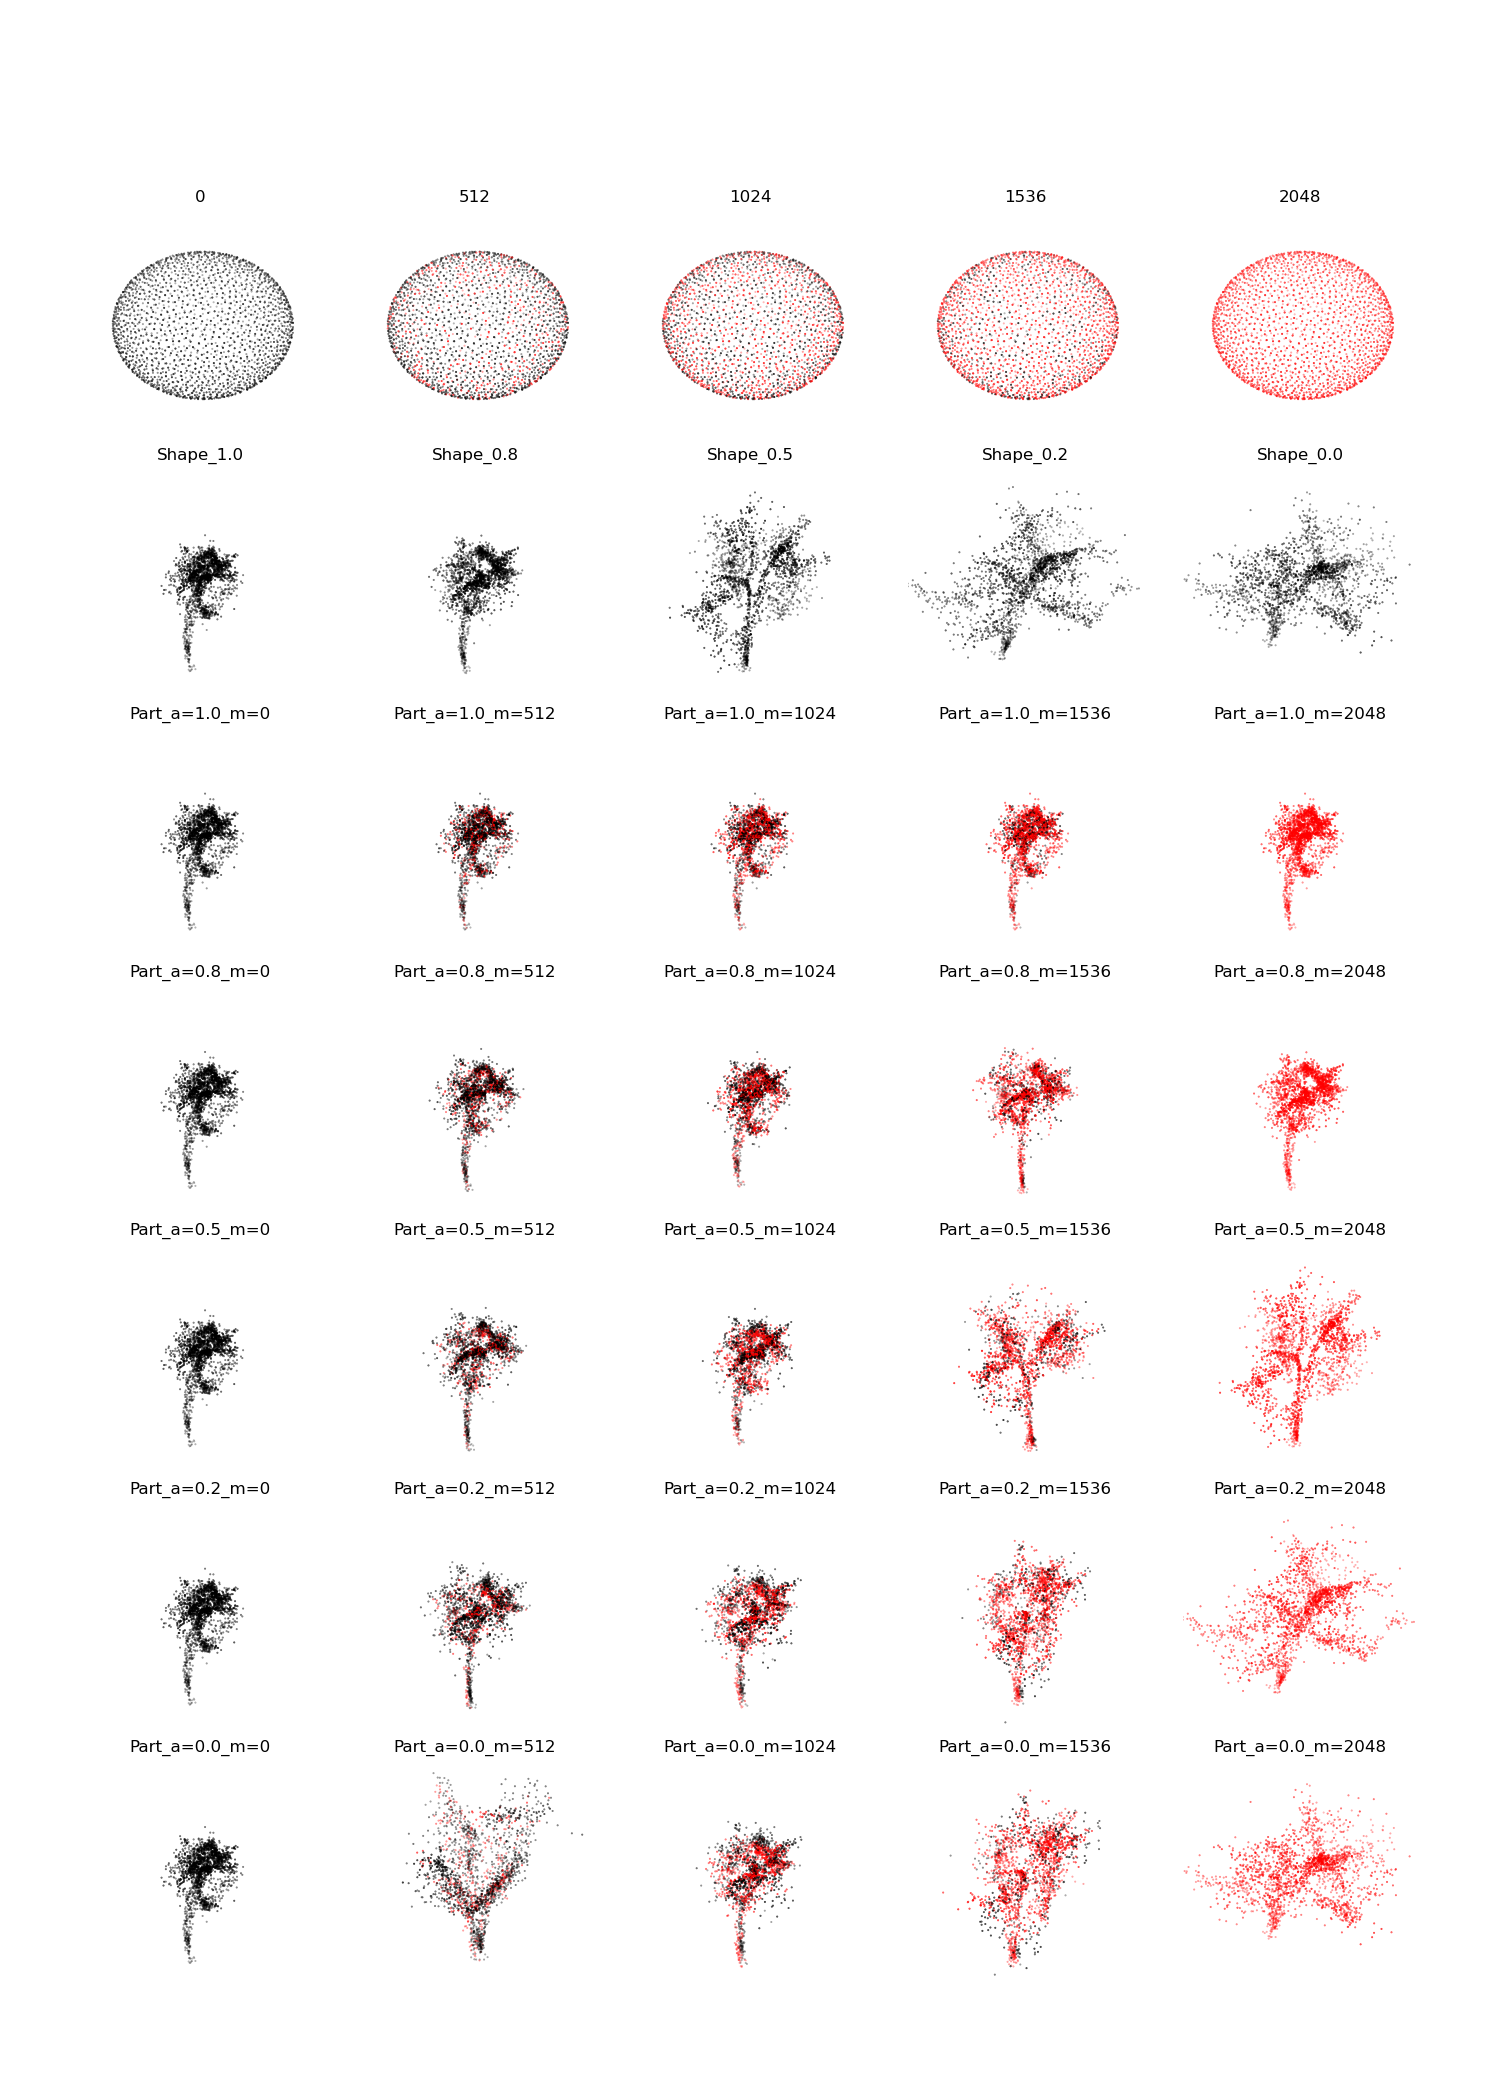 0 512 1024 1536 2048
Shape_1.0 Shape_0.8 Shape_0.5 Shape_0.2 Shape_0.0
Part_a=1.0_m=0 Part_a=1.0_m=512 Part_a=1.0_m=1024 Part_a=1.0_m=1536 Part_a=1.0_m=2048
Part_a=0.8_m=0 Part_a=0.8_m=512 Part_a=0.8_m=1024 Part_a=0.8_m=1536 Part_a=0.8_m=2048
Part_a=0.5_m=0 Part_a=0.5_m=512 Part_a=0.5_m=1024 Part_a=0.5_m=1536 Part_a=0.5_m=2048
Part_a=0.2_m=0 Part_a=0.2_m=512 Part_a=0.2_m=1024 Part_a=0.2_m=1536 Part_a=0.2_m=2048
Part_a=0.0_m=0 Part_a=0.0_m=512 Part_a=0.0_m=1024 Part_a=0.0_m=1536 Part_a=0.0_m=2048